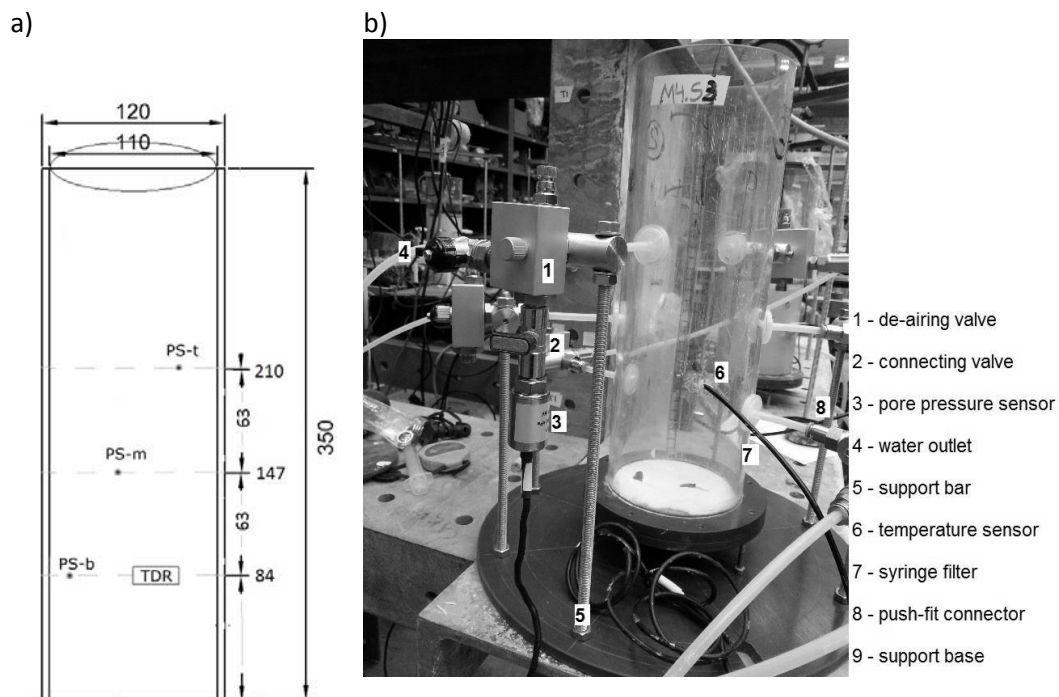 a)
b)
120
110
PS-t
210
63
350
PS-m
147
63
PS-b
TDR
84
M4.S3
S
T1
4
1
2
3
6
8
7
5
1 - de-airing valve
2 - connecting valve
3 - pore pressure sensor
4 - water outlet
5 - support bar
6 - temperature sensor
7 - syringe filter
8 - push-fit connector
9 - support base